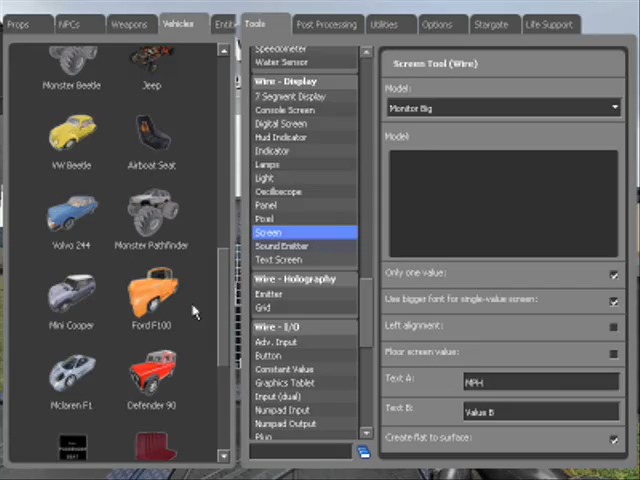 Props NPCs Weapons Vehicles Entiti Tools Post Processing Utilities Options Stargate Life Support
Monster Beetle Jeep
VW Beetle Airboat Seat
Volvo 244 Monster Pathfinder
Mini Cooper Ford F100
Mclaren F1 Defender 90
Speedometer
Water Sensor
Wire - Display
7 Segment Display
Console Screen
Digital Screen
Hud Indicator
Indicator
Lamps
Light
Oscilloscope
Panel
Pixel
Screen
Sound Emitter
Text Screen
Wire - Holography
Emitter
Grid
Wire - I/O
Adv. Input
Button
Constant Value
Graphics Tablet
Input (dual)
Numpad Input
Numpad Output
Plug
Screen Tool (Wire)
Model:
Monitor Big
Model:
Only one value:
Use bigger font for single-value screen:
Left alignment:
Floor screen value:
Text A: MPH
Text B: Value B
Create flat to surface: